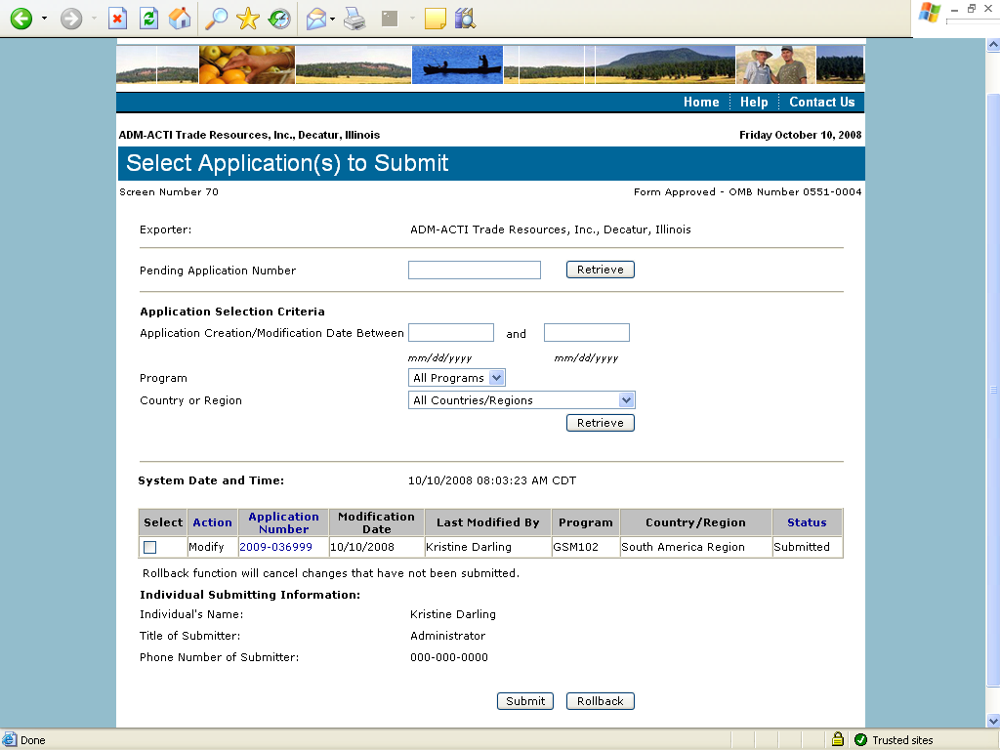 Home Help Contact Us
ADM-ACTI Trade Resources, Inc., Decatur, Illinois Friday October 10, 2008
Select Application(s) to Submit
Screen Number 70 Form Approved - OMB Number 0551-0004
Exporter: ADM-ACTI Trade Resources, Inc., Decatur, Illinois
Pending Application Number Retrieve
Application Selection Criteria
Application Creation/Modification Date Between and
mm/dd/yyyy mm/dd/yyyy
Program All Programs
Country or Region All Countries/Regions
Retrieve
System Date and Time: 10/10/2008 08:03:23 AM CDT
Select Action Application Number Modification Date Last Modified By Program Country/Region Status
Modify 2009-036999 10/10/2008 Kristine Darling GSM102 South America Region Submitted
Rollback function will cancel changes that have not been submitted.
Individual Submitting Information:
Individual's Name: Kristine Darling
Title of Submitter: Administrator
Phone Number of Submitter: 000-000-0000
Submit Rollback
Done Trusted sites